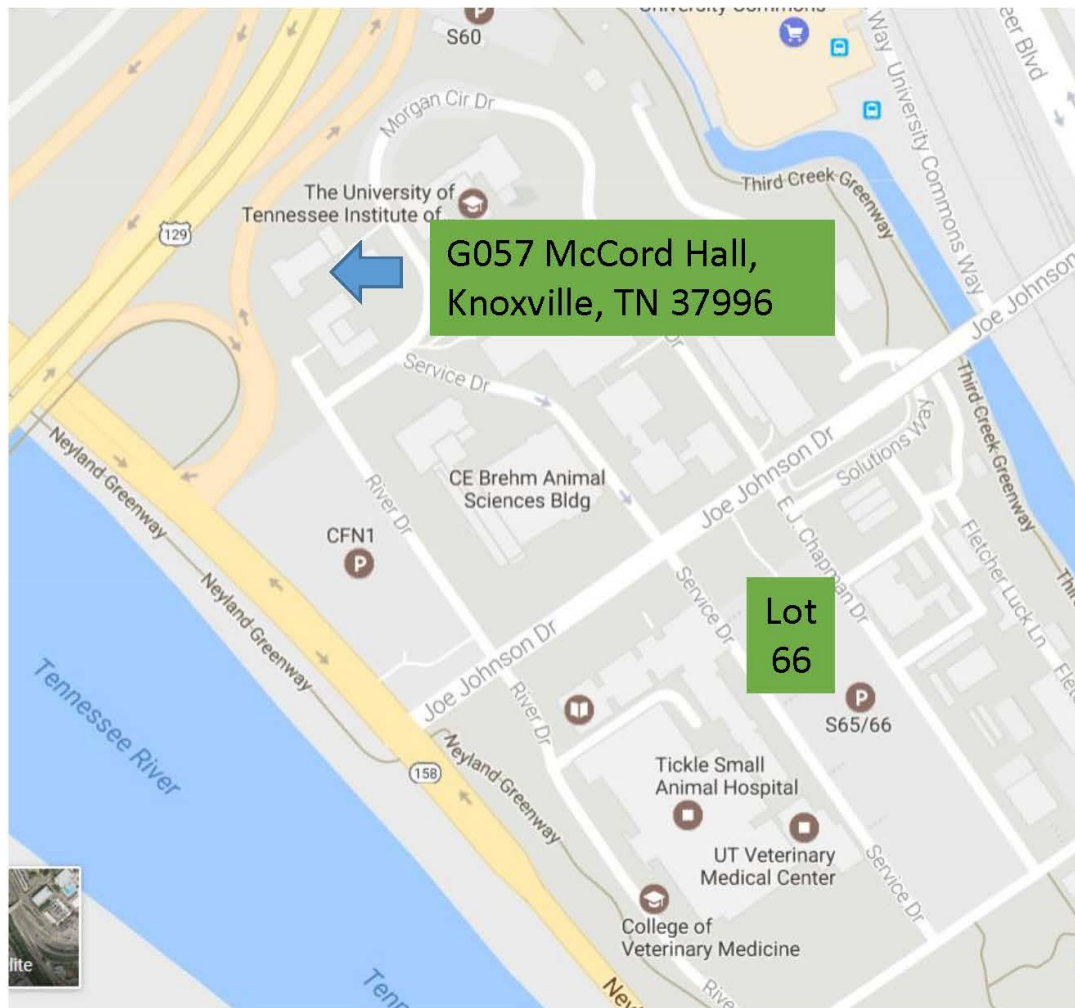 University Commons
S60
Way
University Commons Way
eer Blvd
Morgan Cir Dr
The University of
Tennessee Institute of..
Third Creek Greenway
129
G057 McCord Hall,
Knoxville, TN 37996
Joe Johnson
Service Dr
Dr
Third Creek Greenway
Solutions Way
Neyland Greenway
River Dr
CE Brehm Animal
Sciences Bldg
Joe Johnson Dr
E.J. Chapman Dr
CFN1
P
Neyland Greenway
Service Dr
Lot
66
Fletcher Luck Ln
Joe Johnson Dr
Tennessee River
River Dr
P
S65/66
Neyland Greenway
158
Tickle Small
Animal Hospital
UT Veterinary
Medical Center
Service Dr
College of
Veterinary Medicine
lite
River